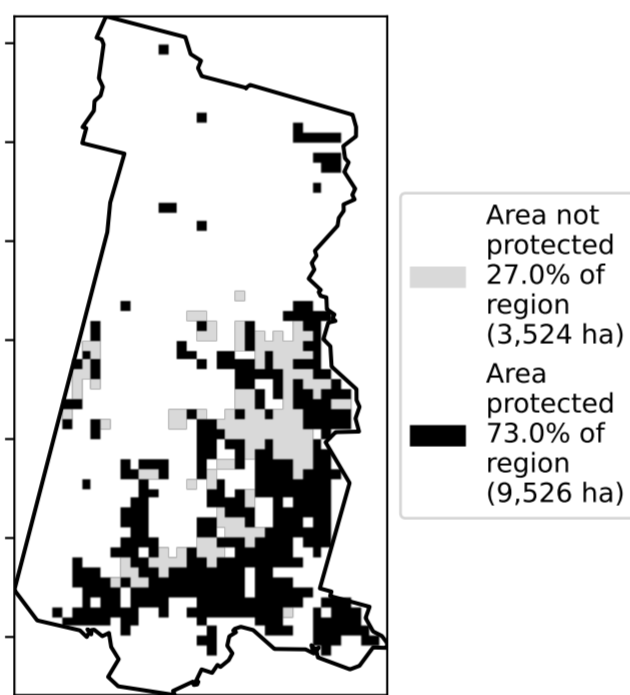 Area not
protected
27.0% of
region
(3,524 ha)
Area
protected
73.0% of
region
(9,526 ha)